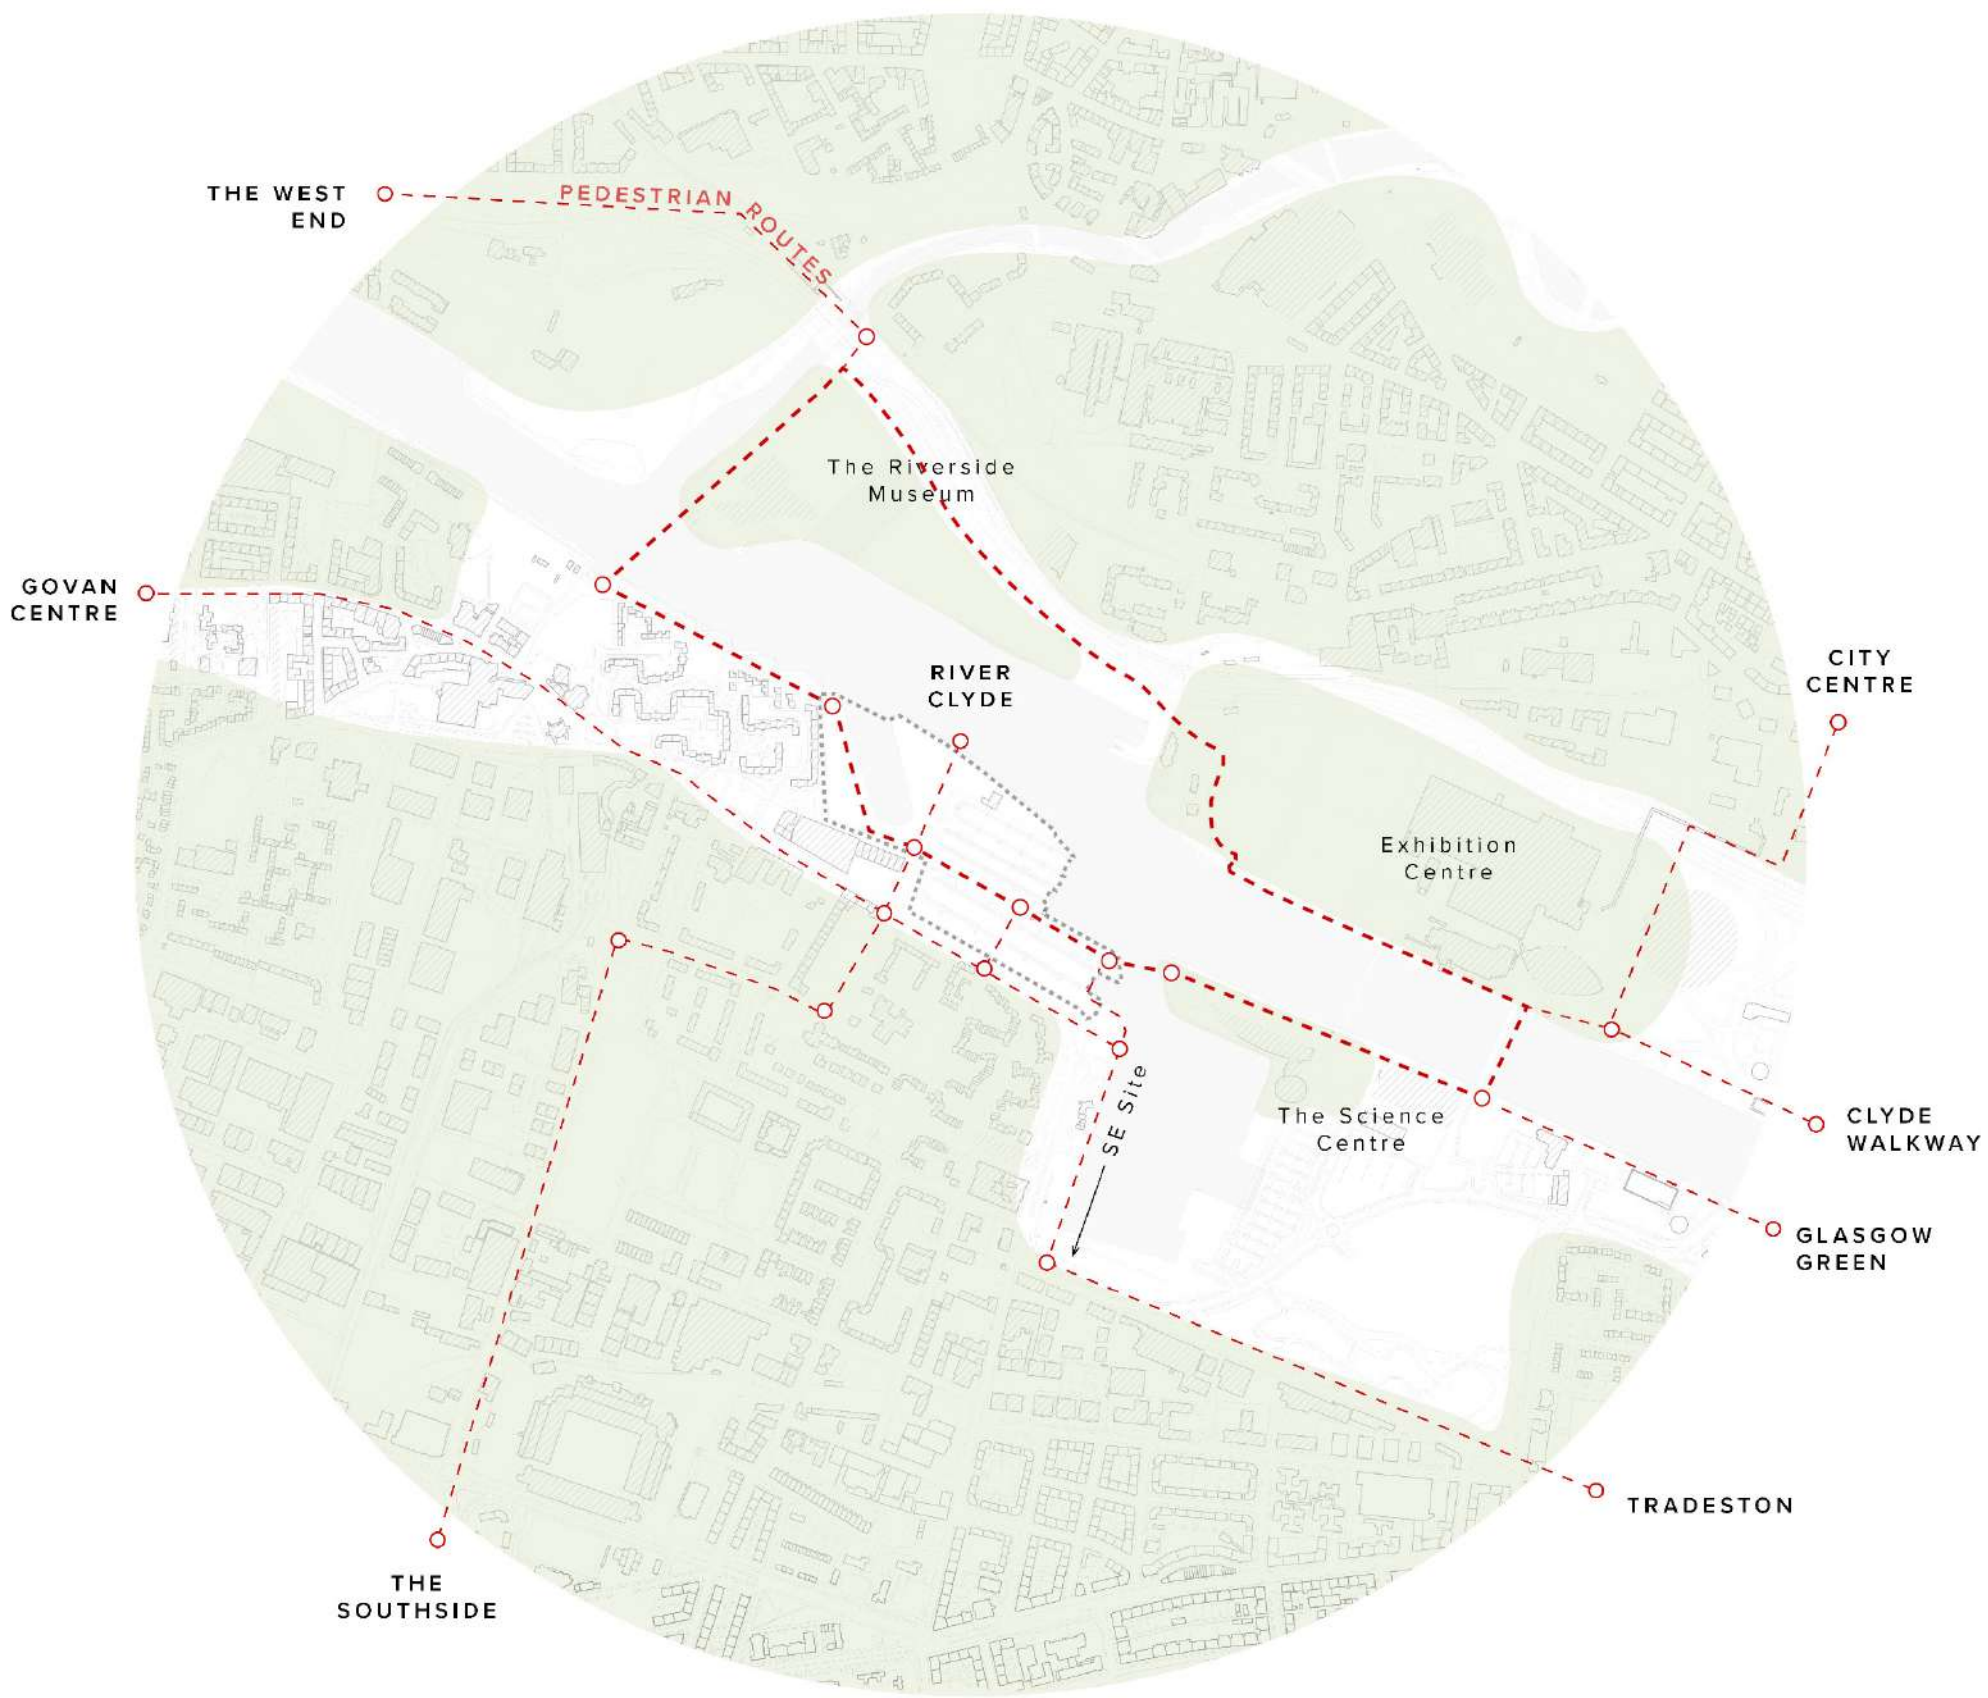 THE WEST
END
PEDESTRIAN ROUTES
The Riverside
Museum
GOVAN
CENTRE
RIVER
CLYDE
CITY
CENTRE
Exhibition
Centre
SE Site
The Science
Centre
CLYDE
WALKWAY
GLASGOW
GREEN
TRADESTON
THE
SOUTHSIDE